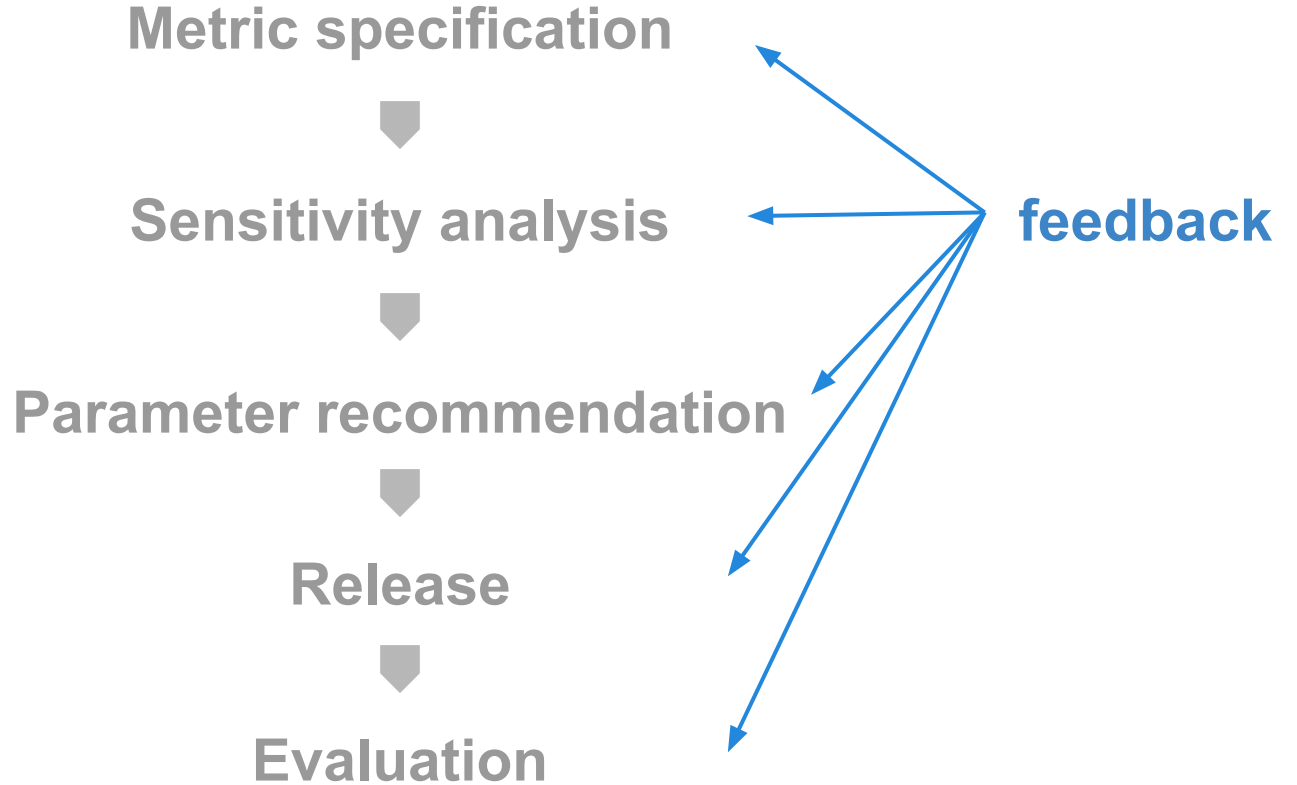 Metric specification
Sensitivity analysis
feedback
Parameter recommendation
Release
Evaluation